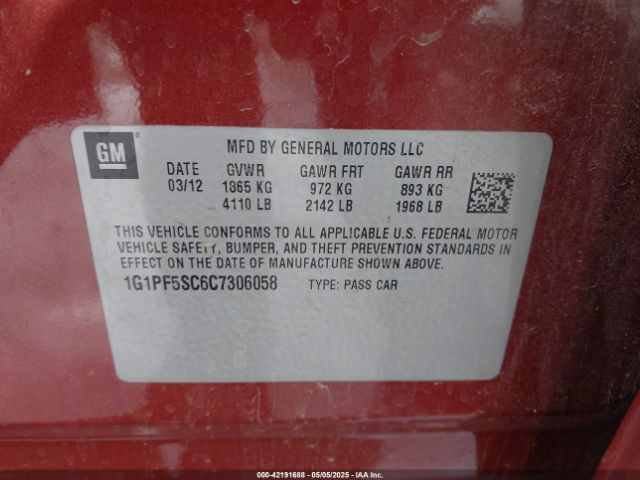 GM
MFD BY GENERAL MOTORS LLC
DATE GVWR GAWR FRT GAWR RR
03/12 1865 KG 972 KG 893 KG
4110 LB 2142 LB 1968 LB
THIS VEHICLE CONFORMS TO ALL APPLICABLE U.S. FEDERAL MOTOR
VEHICLE SAFETY, BUMPER, AND THEFT PREVENTION STANDARDS IN
EFFECT ON THE DATE OF MANUFACTURE SHOWN ABOVE.
1G1PF5SC6C7306058 TYPE: PASS CAR
000-42191688 - 05/05/2025 - IAA Inc.